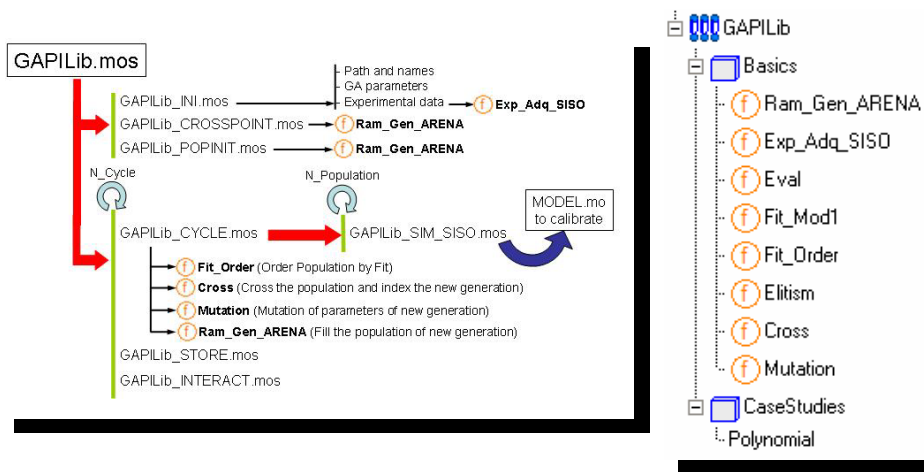 GAPILib.mos
Path and names
GA parameters
GAPILib_INI.mos
Experimental data
f Exp_Adq_SISO
GAPILib_CROSSPOINT.mos
f Ram_Gen_ARENA
GAPILib_POPINIT.mos
f Ram_Gen_ARENA
N_Cycle
N_Population
GAPILib_CYCLE.mos
GAPILib_SIM_SISO.mos
MODEL.mo
to calibrate
f Fit_Order (Order Population by Fit)
f Cross (Cross the population and index the new generation)
f Mutation (Mutation of parameters of new generation)
f Ram_Gen_ARENA (Fill the population of new generation)
GAPILib_STORE.mos
GAPILib_INTERACT.mos
GAPILib
Basics
f Ram_Gen_ARENA
f Exp_Adq_SISO
f Eval
f Fit_Mod1
f Fit_Order
f Elitism
f Cross
f Mutation
CaseStudies
Polynomial